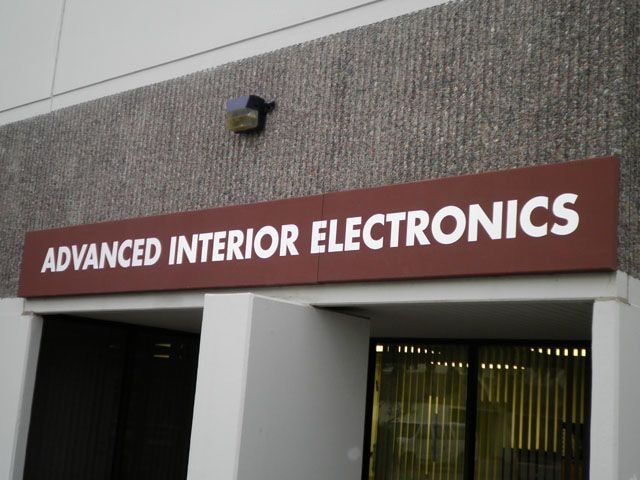 ADVANCED INTERIOR ELECTRONICS